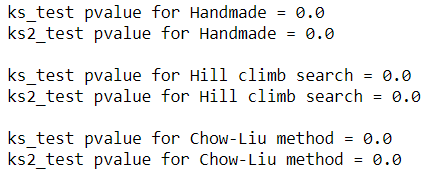 ks_test pvalue for Handmade = 0.0
ks2_test pvalue for Handmade = 0.0
ks_test pvalue for Hill climb search = 0.0
ks2_test pvalue for Hill climb search = 0.0
ks_test pvalue for Chow-Liu method = 0.0
ks2_test pvalue for Chow-Liu method = 0.0